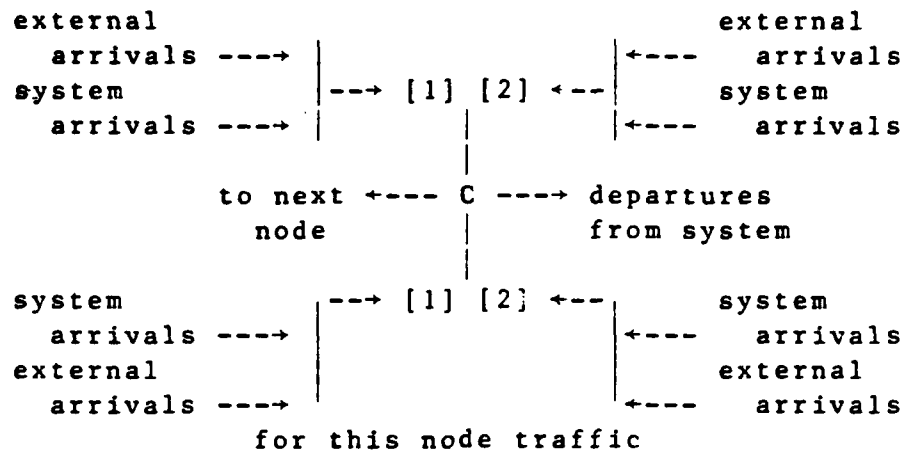 external external
arrivals ---→ ←--- arrivals
system --→ [1] [2] ←-- system
arrivals ---→ ←--- arrivals
to next ←--- C ---→ departures
node from system
system --→ [1] [2] ←-- system
arrivals ---→ ←--- arrivals
external external
arrivals ---→ ←--- arrivals
for this node traffic